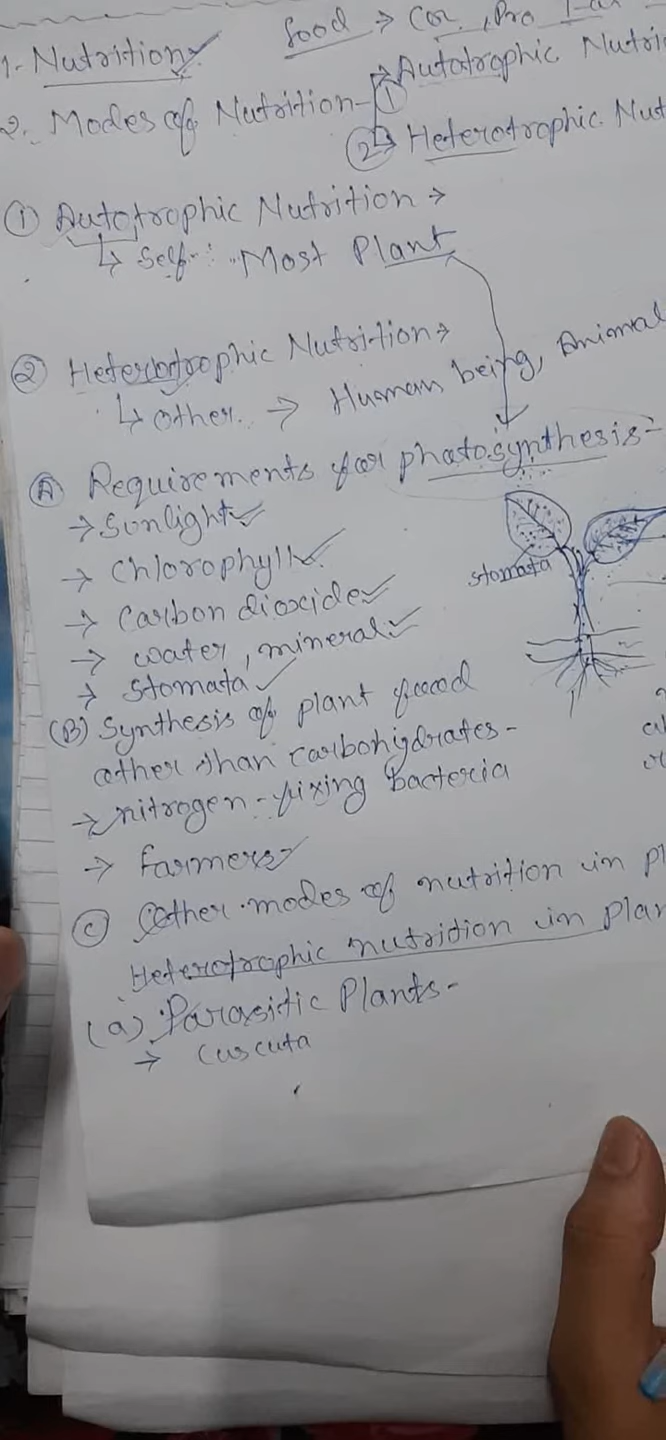 1. Nutrition food → Car. , Pro
2. Modes of Nutrition - ① Autotrophic Nutri
② Heterotrophic. Nut
① Autotrophic Nutrition →
↳ Self - Most Plant
② Heterotrophic Nutrition →
↳ other. → Human being, Animal
Ⓐ Requirements for photosynthesis -
→ Sunlight ✓
→ Chlorophyll ✓
→ Carbon dioxide ✓
→ water, mineral ✓
→ Stomata ✓
stomata
(B) Synthesis of plant food
other than carbohydrates -
→ nitrogen-fixing bacteria
→ farmers ✓
Ⓒ Other modes of nutrition in pl
Heterotrophic nutrition in plan
(a) Parasitic Plants -
→ Cuscuta